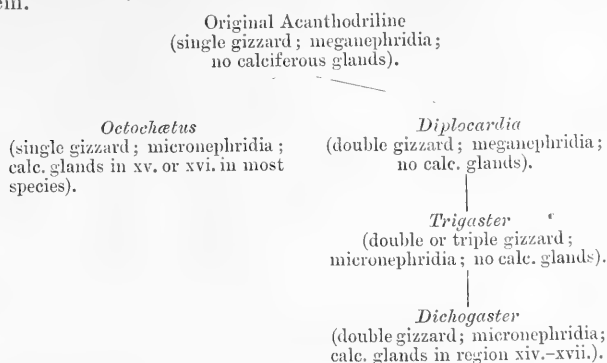 Original Acanthodriline
(single gizzard; meganephridia;
no calciferous glands).
Octochætus
(single gizzard; micronephridia;
calc. glands in xv. or xvi. in most
species).
Diplocardia
(double gizzard; meganephridia;
no calc. glands).
Trigaster
(double or triple gizzard;
micronephridia; no calc. glands).
Dichogaster
(double gizzard; micronephridia;
calc. glands in region xiv.–xvii.).